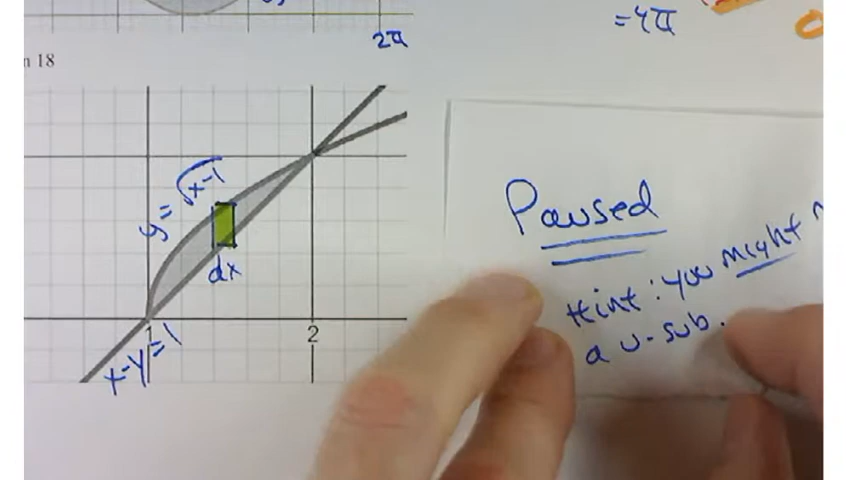 2π
=4π
n 18
y = √x-1
dx
1
2
x-y=1
Paused
Hint: you might
a u-sub.